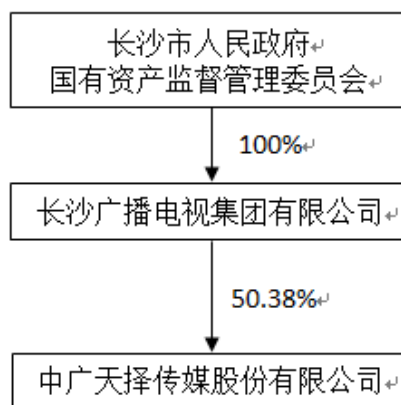 长沙市人民政府
国有资产监督管理委员会
100%
长沙广播电视集团有限公司
50.38%
中广天择传媒股份有限公司